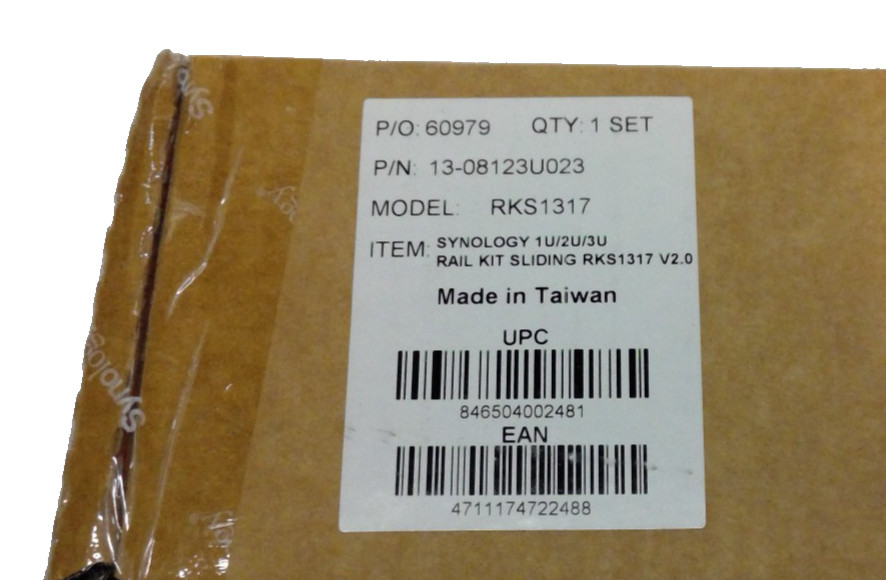 P/O: 60979 QTY: 1 SET
P/N: 13-08123U023
MODEL: RKS1317
ITEM: SYNOLOGY 1U/2U/3U
RAIL KIT SLIDING RKS1317 V2.0
Made in Taiwan
UPC
846504002481
EAN
4711174722488
Synology